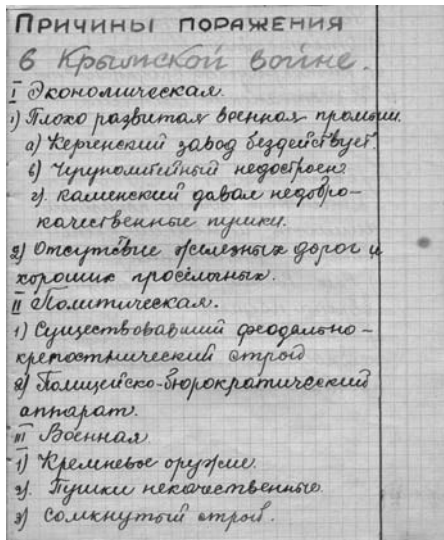 Причины поражения
в Крымской войне.
I Экономическая.
1) Плохо развитая военная промышл.
а) Керченский завод бездействует.
в) Чугунолитейный недостроен
г). Каменский давал недобро-
качественные пушки.
2) Отсутствие железных дорог и
хороших просёлочных.
II Политическая.
1) Существовавший феодально-
крепостнический строй
2) Полицейско-бюрократический
аппарат.
III Военная
1) Кремневое оружие.
2). Пушки некачественные.
3) сомкнутый строй.